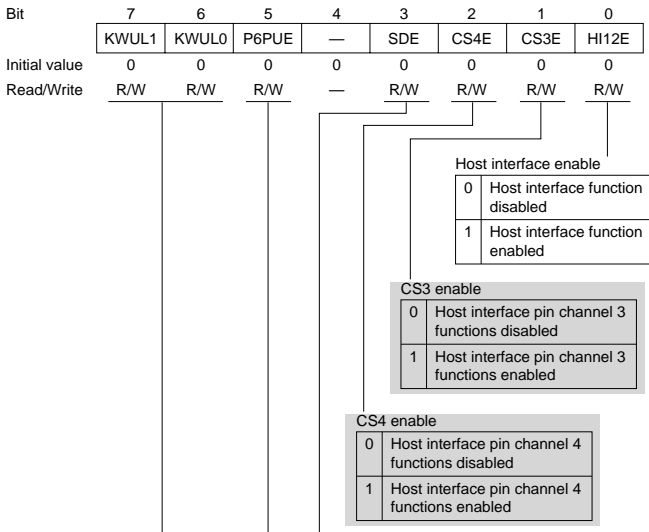 Bit 7 6 5 4 3 2 1 0
KWUL1 KWUL0 P6PUE — SDE CS4E CS3E HI12E
Initial value 0 0 0 0 0 0 0 0
Read/Write R/W R/W R/W — R/W R/W R/W R/W
Host interface enable
0 Host interface function
disabled
1 Host interface function
enabled
CS3 enable
0 Host interface pin channel 3
functions disabled
1 Host interface pin channel 3
functions enabled
CS4 enable
0 Host interface pin channel 4
functions disabled
1 Host interface pin channel 4
functions enabled